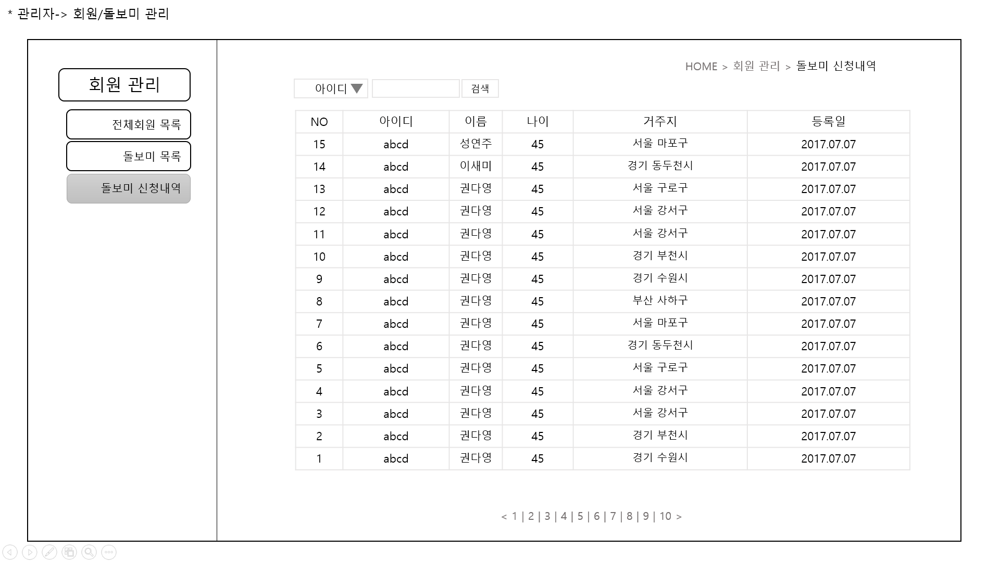 * 관리자-> 회원/돌보미 관리
회원 관리
전체회원 목록
돌보미 목록
돌보미 신청내역
HOME > 회원 관리 > 돌보미 신청내역
아이디 검색
NO 아이디 이름 나이 거주지 등록일
15 abcd 성연주 45 서울 마포구 2017.07.07
14 abcd 이새미 45 경기 동두천시 2017.07.07
13 abcd 권다영 45 서울 구로구 2017.07.07
12 abcd 권다영 45 서울 강서구 2017.07.07
11 abcd 권다영 45 서울 강서구 2017.07.07
10 abcd 권다영 45 경기 부천시 2017.07.07
9 abcd 권다영 45 경기 수원시 2017.07.07
8 abcd 권다영 45 부산 사하구 2017.07.07
7 abcd 권다영 45 서울 마포구 2017.07.07
6 abcd 권다영 45 경기 동두천시 2017.07.07
5 abcd 권다영 45 서울 구로구 2017.07.07
4 abcd 권다영 45 서울 강서구 2017.07.07
3 abcd 권다영 45 서울 강서구 2017.07.07
2 abcd 권다영 45 경기 부천시 2017.07.07
1 abcd 권다영 45 경기 수원시 2017.07.07
< 1 | 2 | 3 | 4 | 5 | 6 | 7 | 8 | 9 | 10 >